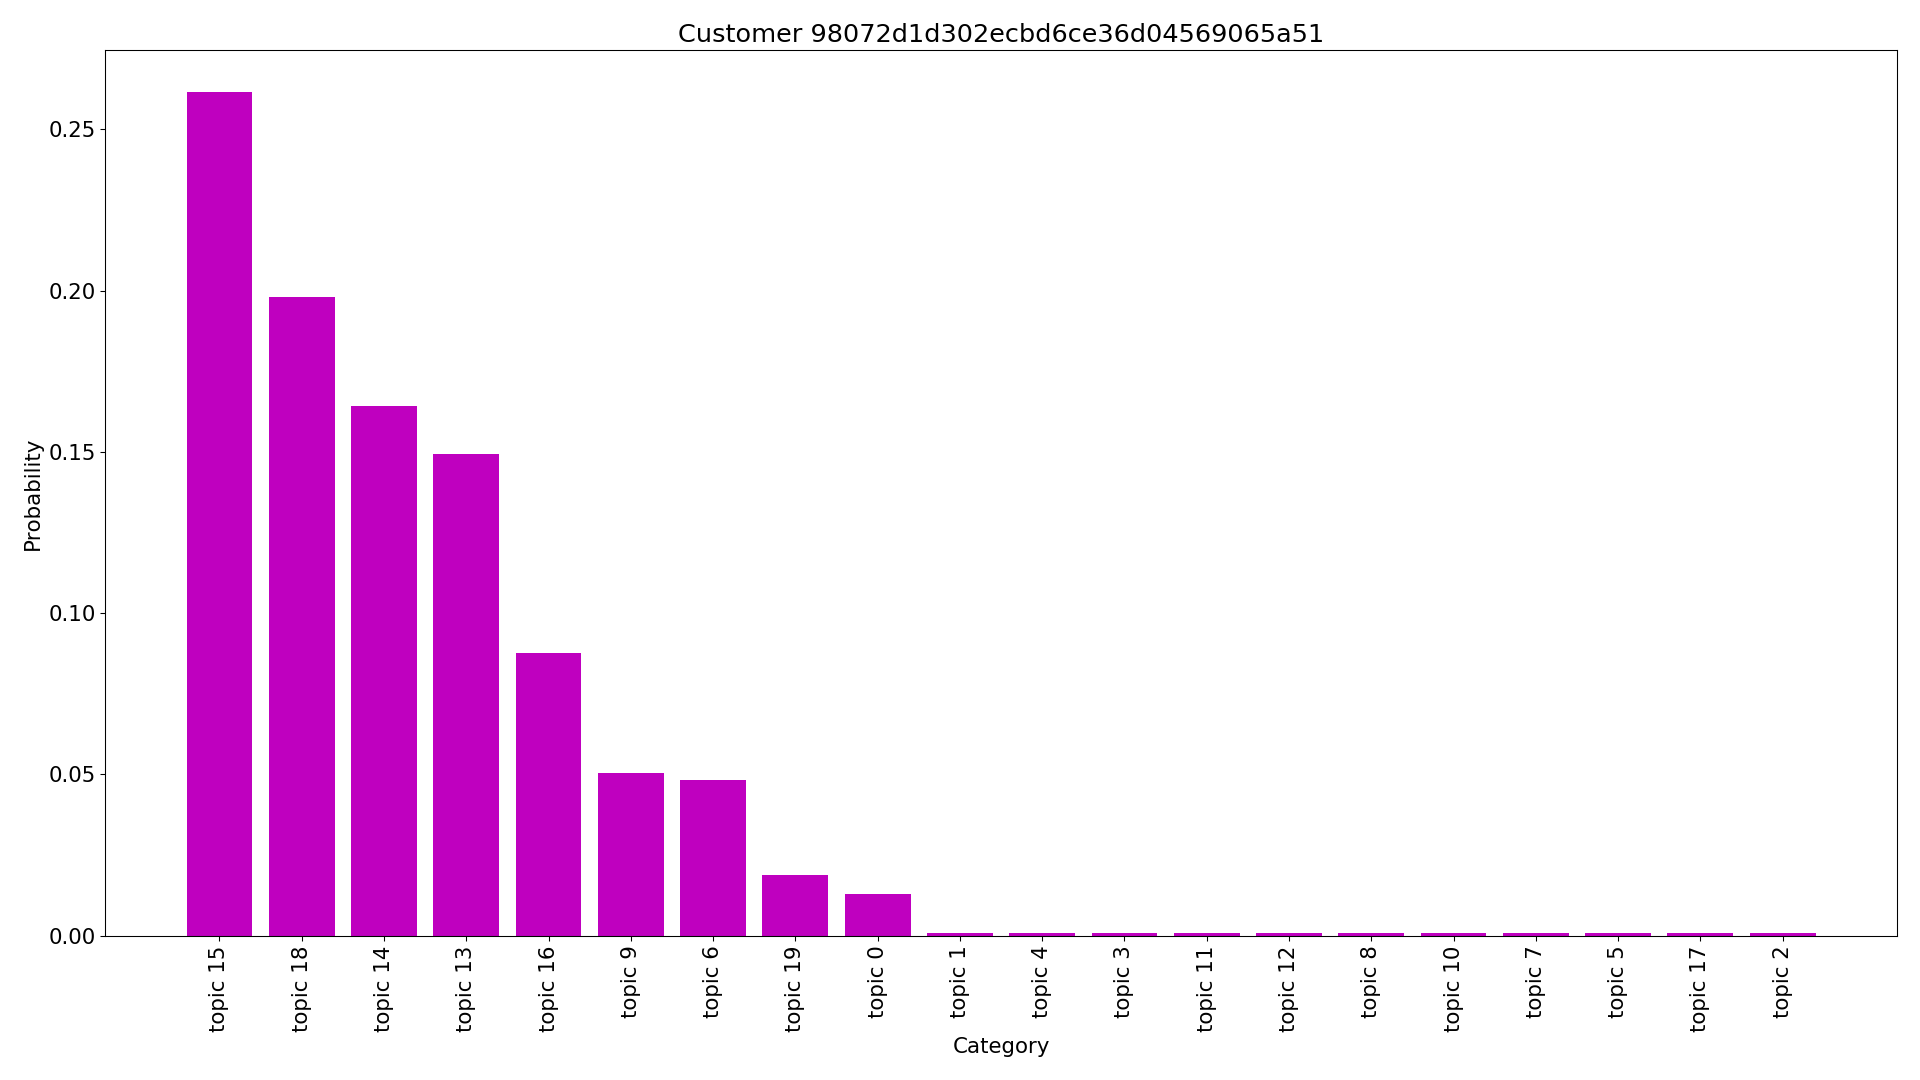 Customer 98072d1d302ecbd6ce36d04569065a51
Probability
0.25
0.20
0.15
0.10
0.05
0.00
topic 15
topic 18
topic 14
topic 13
topic 16
topic 9
topic 6
topic 19
topic 0
topic 1
topic 4
topic 3
topic 11
topic 12
topic 8
topic 10
topic 7
topic 5
topic 17
topic 2
Category